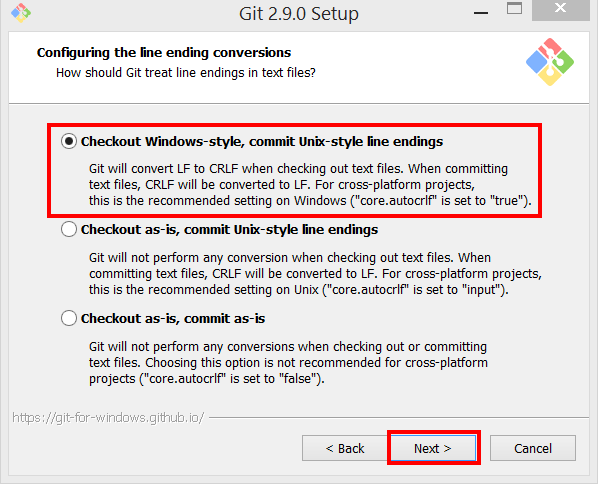 Git 2.9.0 Setup
Configuring the line ending conversions
How should Git treat line endings in text files?
Checkout Windows-style, commit Unix-style line endings
Git will convert LF to CRLF when checking out text files. When committing
text files, CRLF will be converted to LF. For cross-platform projects,
this is the recommended setting on Windows ("core.autocrlf" is set to "true").
Checkout as-is, commit Unix-style line endings
Git will not perform any conversion when checking out text files. When
committing text files, CRLF will be converted to LF. For cross-platform projects,
this is the recommended setting on Unix ("core.autocrlf" is set to "input").
Checkout as-is, commit as-is
Git will not perform any conversions when checking out or committing
text files. Choosing this option is not recommended for cross-platform
projects ("core.autocrlf" is set to "false").
https://git-for-windows.github.io/
< Back Next > Cancel